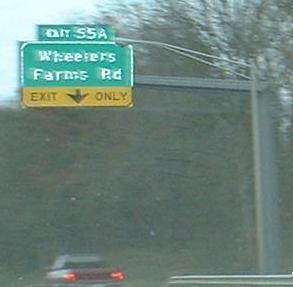 EXIT 55A
Wheelers
Farms Rd
EXIT ONLY